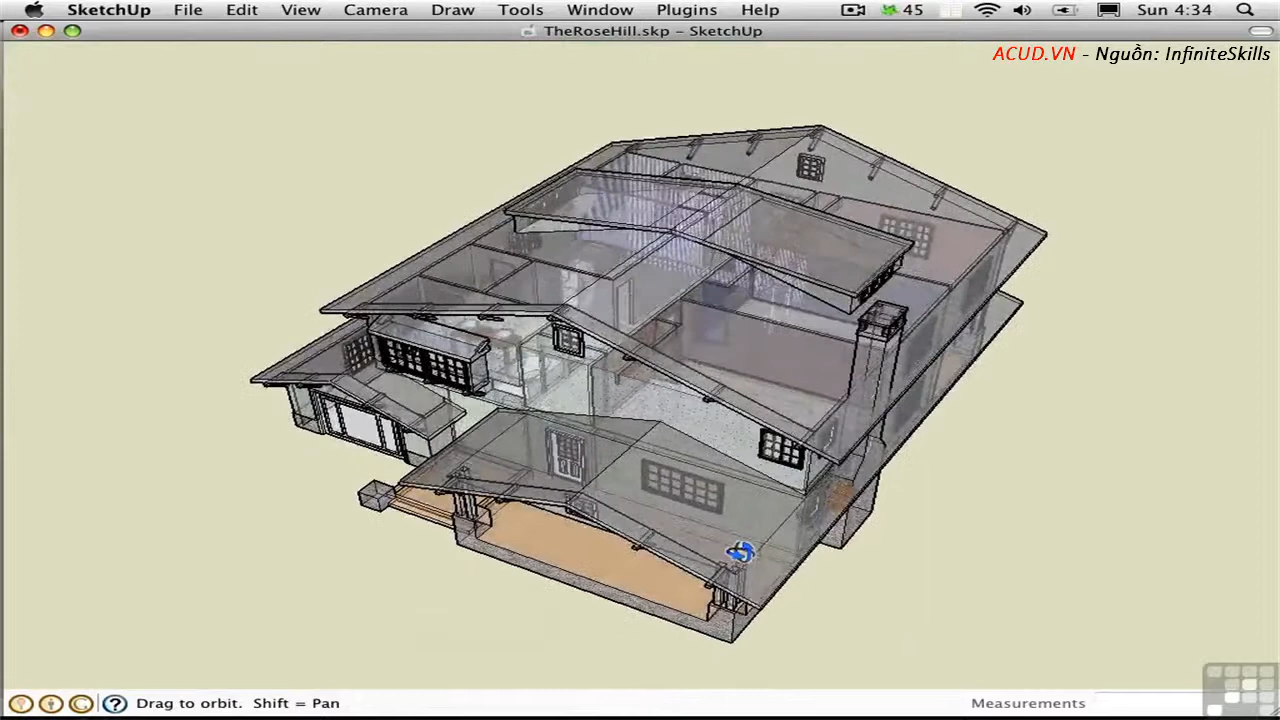 SketchUp File Edit View Camera Draw Tools Window Plugins Help 45 Sun 4:34
TheRoseHill.skp – SketchUp
ACUD.VN - Nguồn: InfiniteSkills
Drag to orbit. Shift = Pan Measurements